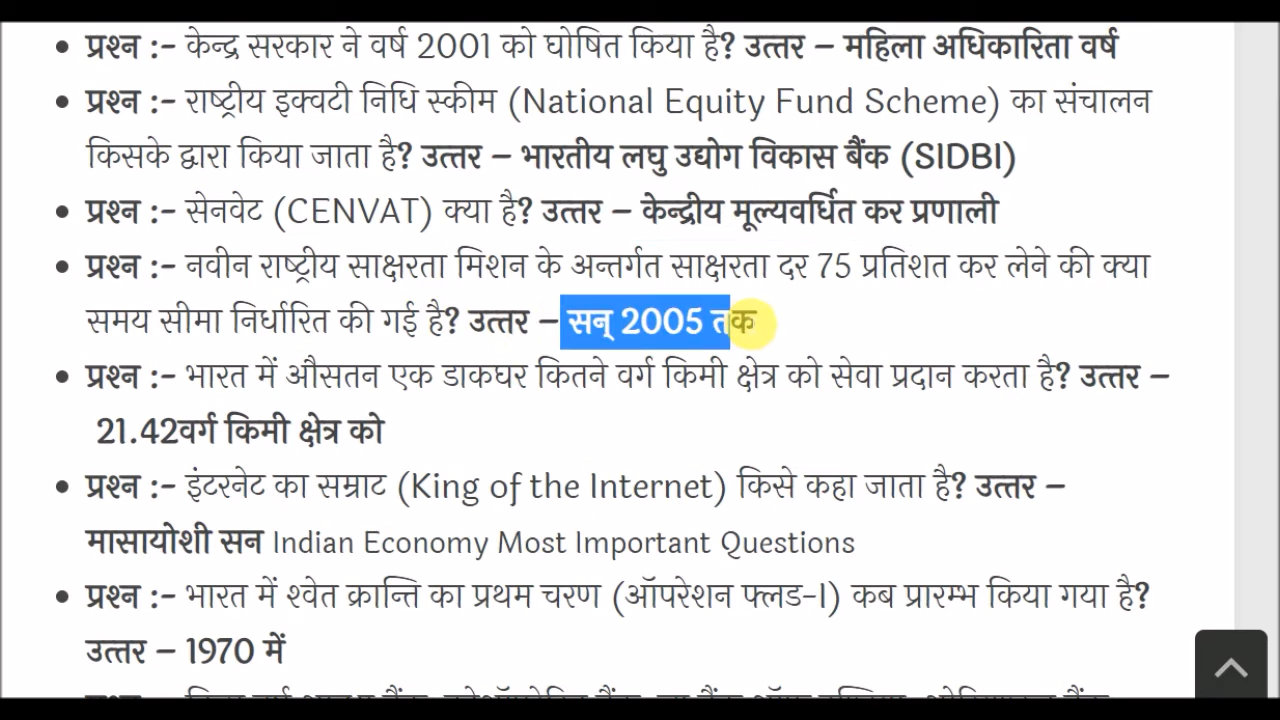 • प्रश्न :- केन्द्र सरकार ने वर्ष 2001 को घोषित किया है? उत्तर – महिला अधिकारिता वर्ष
• प्रश्न :- राष्ट्रीय इक्वटी निधि स्कीम (National Equity Fund Scheme) का संचालन
किसके द्वारा किया जाता है? उत्तर – भारतीय लघु उद्योग विकास बैंक (SIDBI)
• प्रश्न :- सेनवेट (CENVAT) क्या है? उत्तर – केन्द्रीय मूल्यवर्धित कर प्रणाली
• प्रश्न :- नवीन राष्ट्रीय साक्षरता मिशन के अन्तर्गत साक्षरता दर 75 प्रतिशत कर लेने की क्या
समय सीमा निर्धारित की गई है? उत्तर – सन् 2005 तक
• प्रश्न :- भारत में औसतन एक डाकघर कितने वर्ग किमी क्षेत्र को सेवा प्रदान करता है? उत्तर –
21.42वर्ग किमी क्षेत्र को
• प्रश्न :- इंटरनेट का सम्राट (King of the Internet) किसे कहा जाता है? उत्तर –
मासायोशी सन Indian Economy Most Important Questions
• प्रश्न :- भारत में श्वेत क्रान्ति का प्रथम चरण (ऑपरेशन फ्लड-I) कब प्रारम्भ किया गया है?
उत्तर – 1970 में